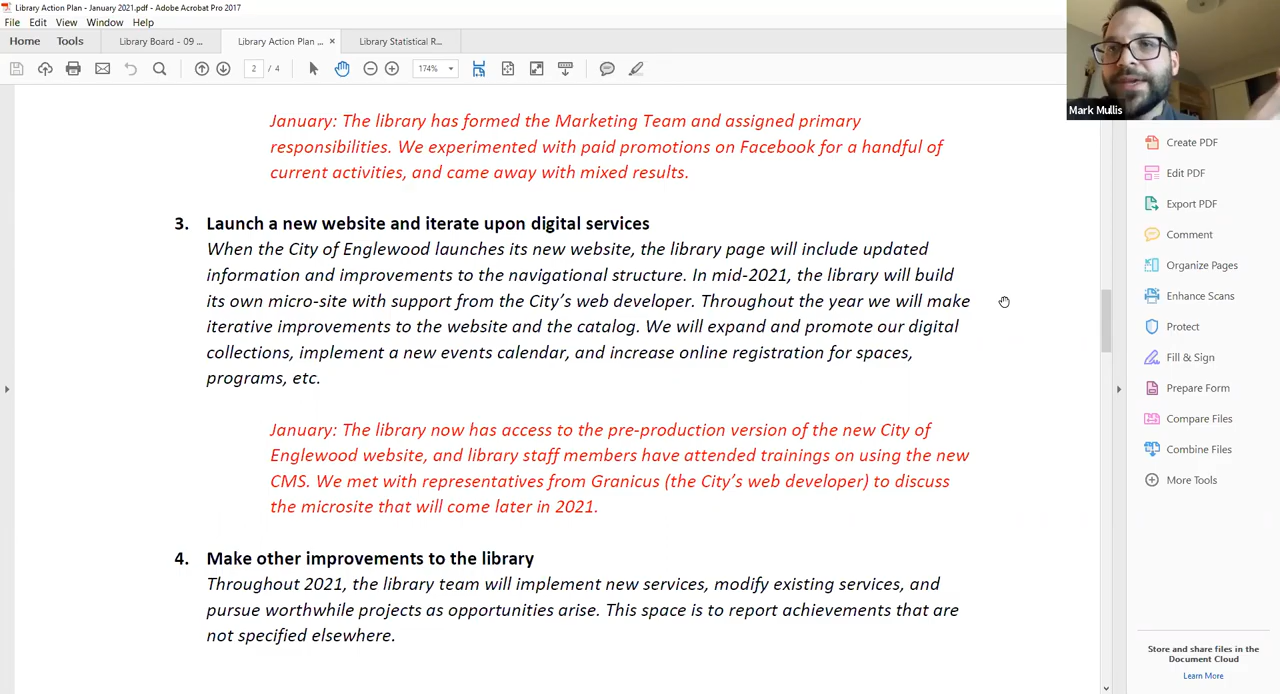 Library Action Plan - January 2021.pdf - Adobe Acrobat Pro 2017
File Edit View Window Help
Home Tools Library Board - 09 ... Library Action Plan ... × Library Statistical R...
2 / 4 174%
Mark Mullis
January: The library has formed the Marketing Team and assigned primary
responsibilities. We experimented with paid promotions on Facebook for a handful of
current activities, and came away with mixed results.
3. Launch a new website and iterate upon digital services
When the City of Englewood launches its new website, the library page will include updated
information and improvements to the navigational structure. In mid-2021, the library will build
its own micro-site with support from the City's web developer. Throughout the year we will make
iterative improvements to the website and the catalog. We will expand and promote our digital
collections, implement a new events calendar, and increase online registration for spaces,
programs, etc.
January: The library now has access to the pre-production version of the new City of
Englewood website, and library staff members have attended trainings on using the new
CMS. We met with representatives from Granicus (the City's web developer) to discuss
the microsite that will come later in 2021.
4. Make other improvements to the library
Throughout 2021, the library team will implement new services, modify existing services, and
pursue worthwhile projects as opportunities arise. This space is to report achievements that are
not specified elsewhere.
Create PDF
Edit PDF
Export PDF
Comment
Organize Pages
Enhance Scans
Protect
Fill & Sign
Prepare Form
Compare Files
Combine Files
More Tools
Store and share files in the
Document Cloud
Learn More